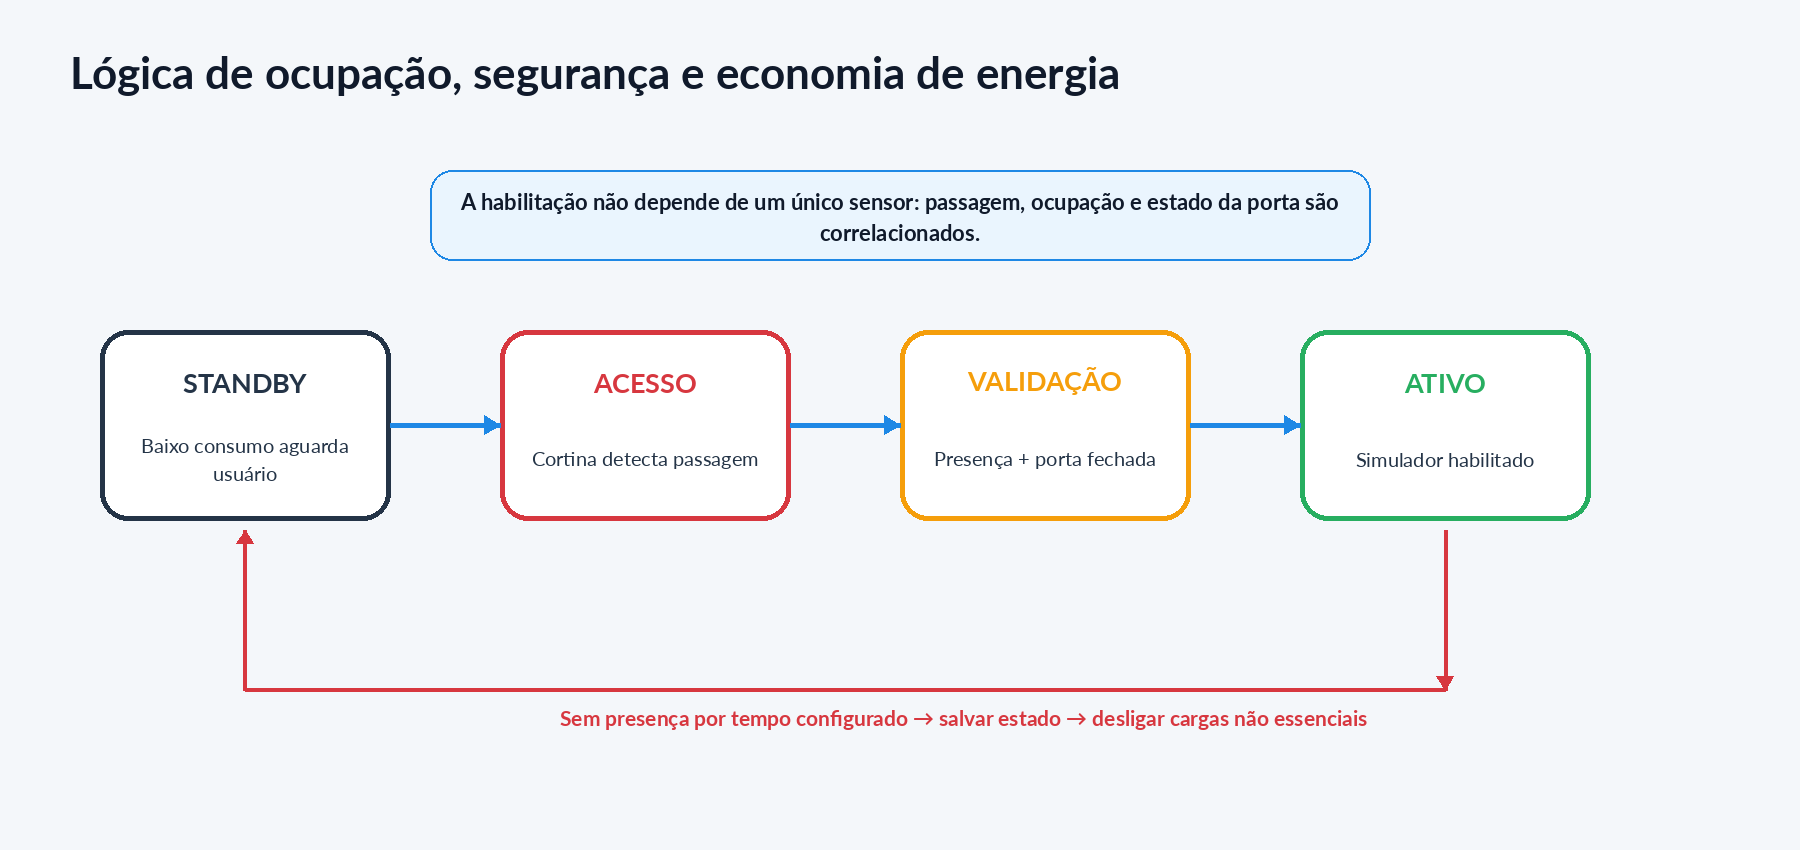 Lógica de ocupação, segurança e economia de energia
A habilitação não depende de um único sensor: passagem, ocupação e estado da porta são
correlacionados.
STANDBY
Baixo consumo aguarda
usuário
ACESSO
Cortina detecta passagem
VALIDAÇÃO
Presença + porta fechada
ATIVO
Simulador habilitado
Sem presença por tempo configurado → salvar estado → desligar cargas não essenciais